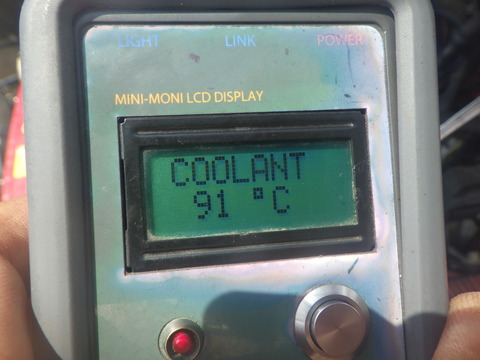 LIGHT LINK POWER
MINI-MONI LCD DISPLAY
COOLANT
91 °C